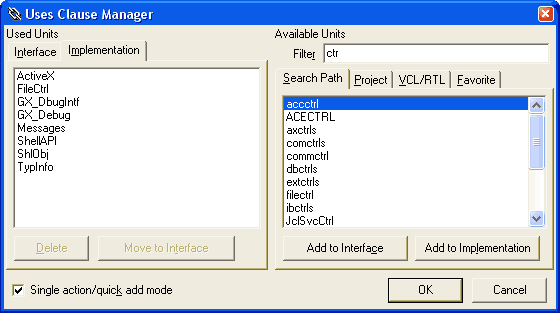 Uses Clause Manager
Used Units
Interface
Implementation
ActiveX
FileCtrl
GX_DbugIntf
GX_Debug
Messages
ShellAPI
ShlObj
TypInfo
Delete
Move to Interface
Available Units
Filter
ctr
Search Path
Project
VCL/RTL
Favorite
accctrl
ACECTRL
axctrls
comctrls
commctrl
dbctrls
extctrls
filectrl
ibctrls
JclSvcCtrl
Add to Interface
Add to Implementation
Single action/quick add mode
OK
Cancel